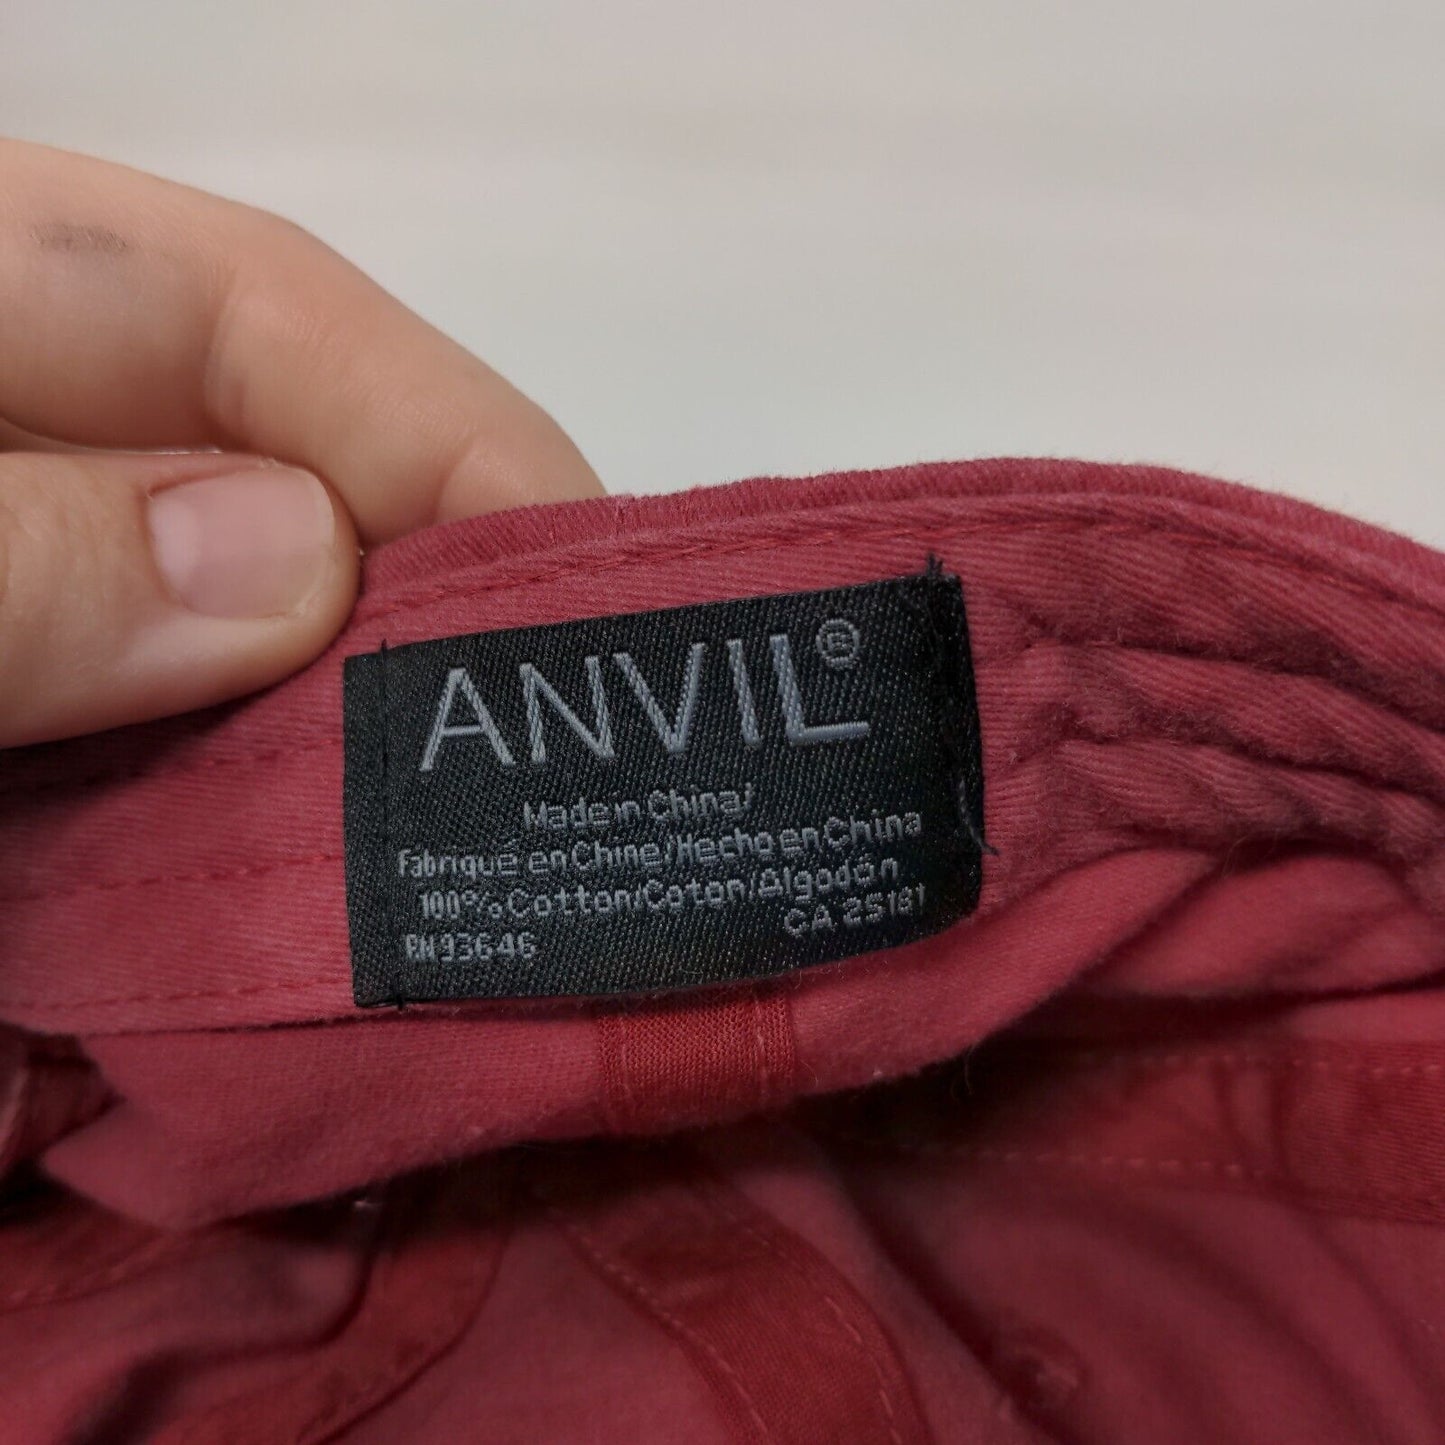 ANVIL®
Made in China/
Fabriqué en Chine/Hecho en China
100% Cotton/Coton/Algodón
CA 25181
RN93646